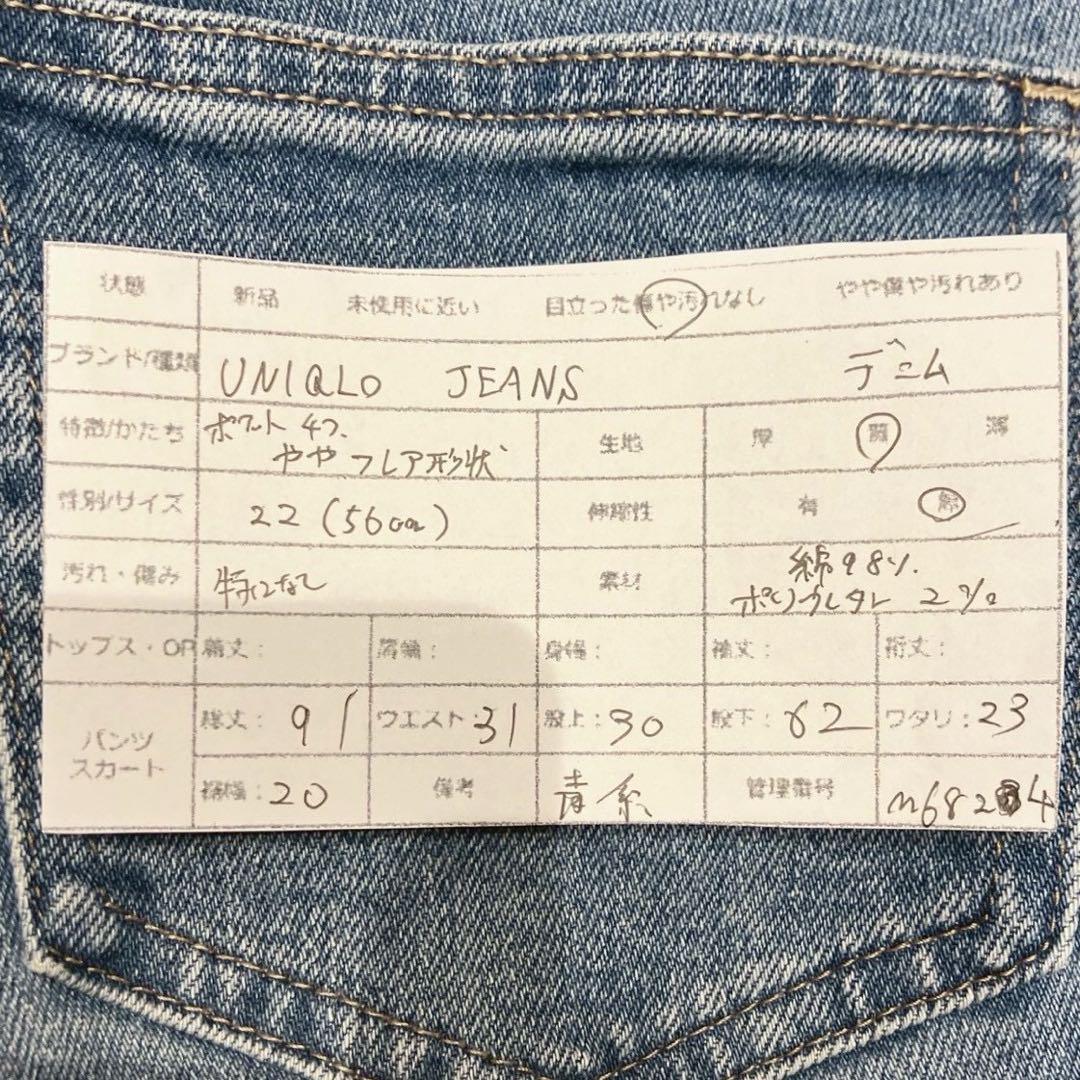 状態 新品 未使用に近い 目立った傷や汚れなし やや傷や汚れあり
ブランド/種類 UNIQLO JEANS デニム
特徴/かたち ポケット4つ、 生地 厚 普 薄
やや フレア形状
性別/サイズ 22 (56cm) 伸縮性 有 無
汚れ・傷み 特になし 素材 綿98%
ポリウレタン 2%
トップス・OP 着丈: 肩幅: 身幅: 袖丈: 裄丈:
パンツ 総丈: 91 ウエスト: 31 股上: 30 股下: 62 ワタリ: 23
スカート
裾幅: 20 備考 青系 管理番号 m6824